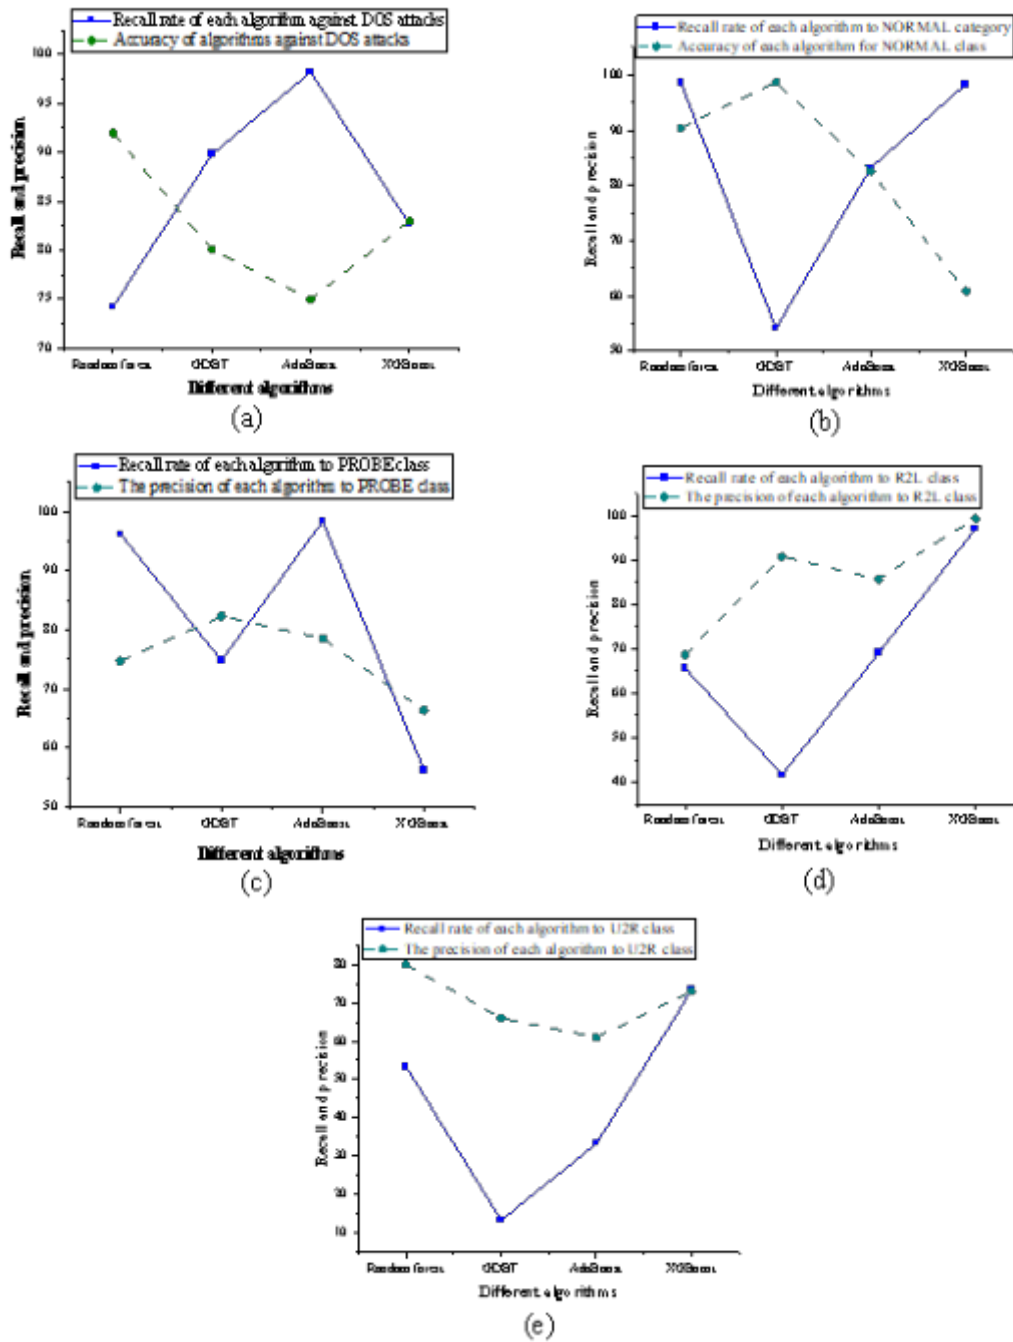 Recall rate of each algorithm against DOS attacks
Accuracy of algorithms against DOS attacks
100
95
90
85
80
75
70
Recall and precision
Random forest GDBT AdaBoost XGBoost
Different algorithms
(a)
Recall rate of each algorithm to NORMAL category
Accuracy of each algorithm for NORMAL class
100
90
80
70
60
50
Recall and precision
Random forest GDBT AdaBoost XGBoost
Different algorithms
(b)
Recall rate of each algorithm to PROBE class
The precision of each algorithm to PROBE class
100
90
80
70
60
50
Recall and precision
Random forest GDBT AdaBoost XGBoost
Different algorithms
(c)
Recall rate of each algorithm to R2L class
The precision of each algorithm to R2L class
100
90
80
70
60
50
40
Recall and precision
Random forest GDBT AdaBoost XGBoost
Different algorithms
(d)
Recall rate of each algorithm to U2R class
The precision of each algorithm to U2R class
80
70
60
50
40
30
20
10
Recall and precision
Random forest GDBT AdaBoost XGBoost
Different algorithms
(e)